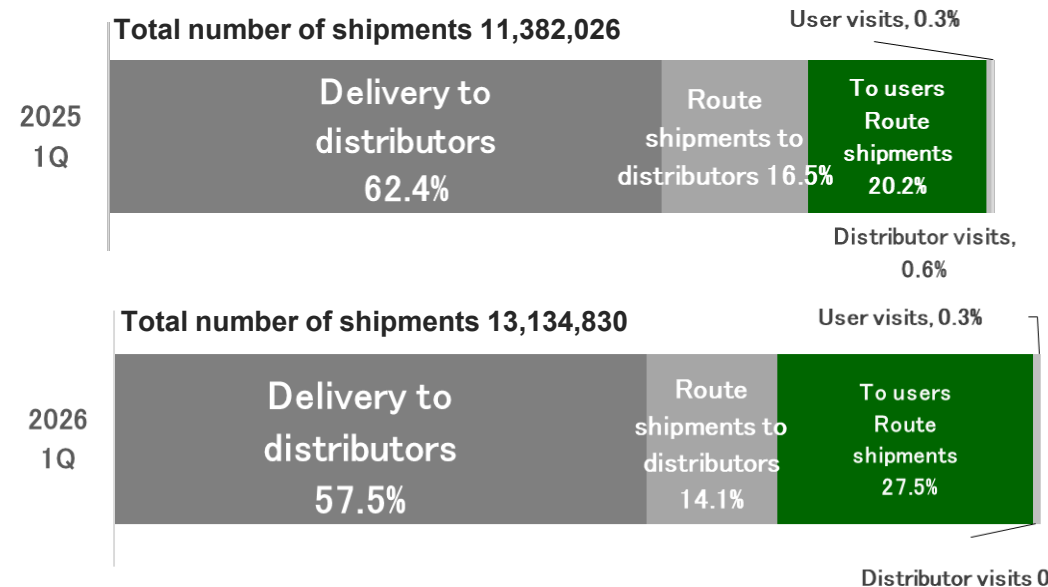 Total number of shipments 11,382,026
User visits, 0.3%
2025
1Q
Delivery to
distributors
62.4%
Route
shipments to
distributors 16.5%
To users
Route
shipments
20.2%
Distributor visits,
0.6%
Total number of shipments 13,134,830
User visits, 0.3%
2026
1Q
Delivery to
distributors
57.5%
Route
shipments to
distributors
14.1%
To users
Route
shipments
27.5%
Distributor visits 0